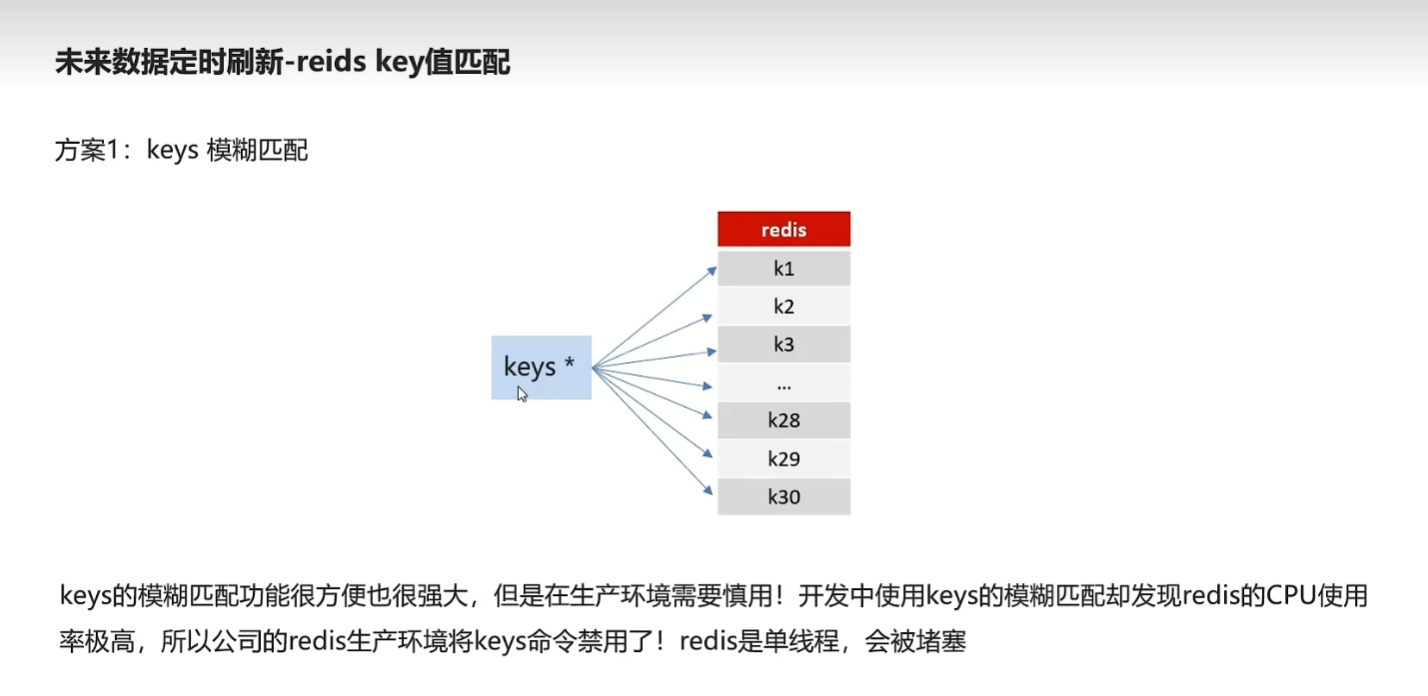 未来数据定时刷新-reids key值匹配
方案1：keys 模糊匹配
redis
k1
k2
k3
...
k28
k29
k30
keys *
keys的模糊匹配功能很方便也很强大，但是在生产环境需要慎用！开发中使用keys的模糊匹配却发现redis的CPU使用
率极高，所以公司的redis生产环境将keys命令禁用了！redis是单线程，会被堵塞